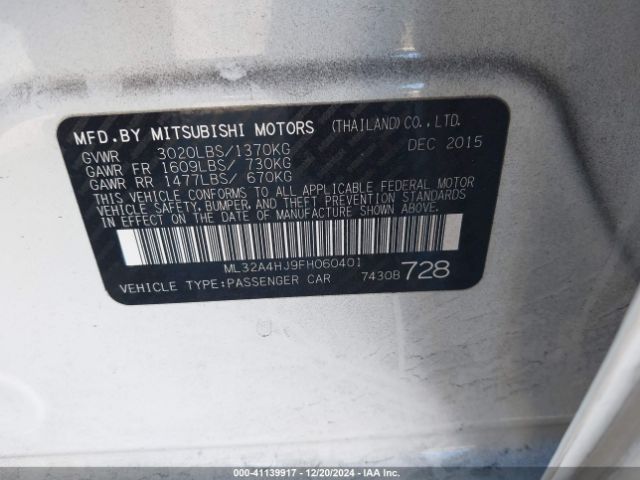 MFD.BY MITSUBISHI MOTORS (THAILAND)CO.,LTD.
GVWR 3020LBS/1370KG DEC 2015
GAWR FR 1609LBS/ 730KG
GAWR RR 1477LBS/ 670KG
THIS VEHICLE CONFORMS TO ALL APPLICABLE FEDERAL MOTOR
VEHICLE SAFETY, BUMPER, AND THEFT PREVENTION STANDARDS
IN EFFECT ON THE DATE OF MANUFACTURE SHOWN ABOVE.
ML32A4HJ9FH060401
VEHICLE TYPE:PASSENGER CAR 7430B 728
000-41139917 - 12/20/2024 - IAA Inc.